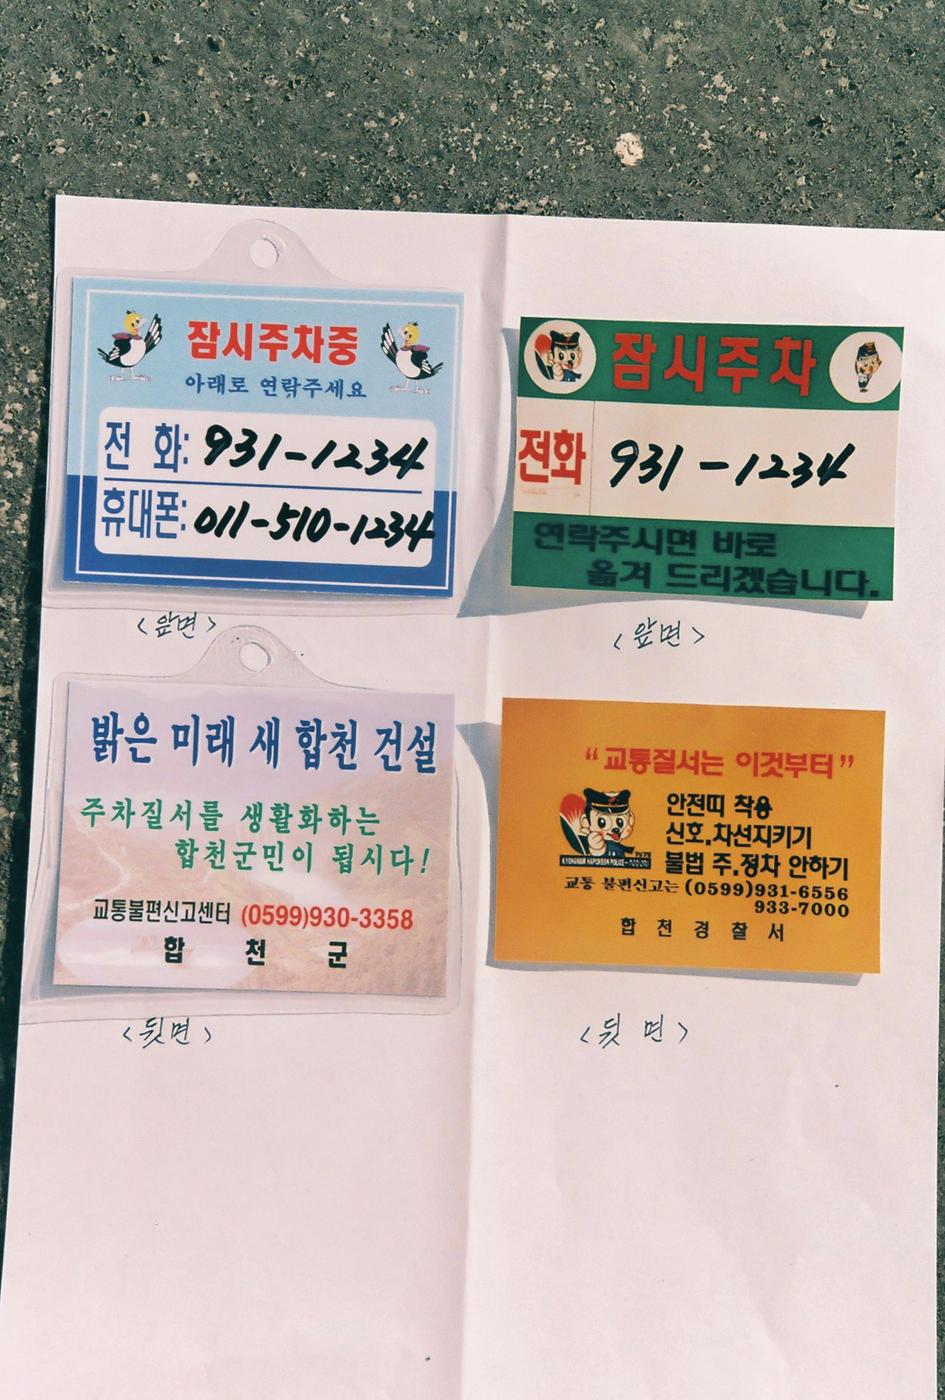 잠시주차중
아래로 연락주세요
전 화: 931-1234
휴대폰: 011-510-1234
<앞면>
잠시주차
전화 931-1234
연락주시면 바로
옮겨 드리겠습니다.
<앞면>
밝은 미래 새 합천 건설
주차질서를 생활화하는
합천군민이 됩시다!
교통불편신고센터 (0599)930-3358
합 천 군
<뒷면>
“교통질서는 이것부터”
안전띠 착용
신호.차선지키기
불법 주.정차 안하기
KYONGNAM HAPCHEON POLICE
교통 불편신고는 (0599)931-6556
933-7000
합 천 경 찰 서
<뒷 면>